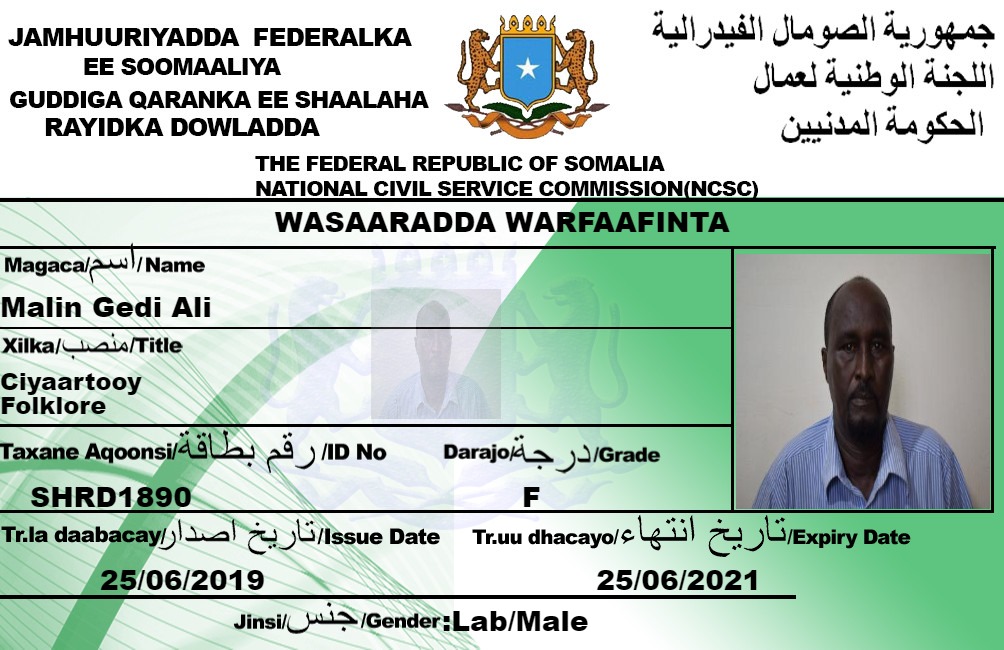 JAMHUURIYADDA FEDERALKA
EE SOOMAALIYA
GUDDIGA QARANKA EE SHAALAHA
RAYIDKA DOWLADDA
جمهورية الصومال الفيدرالية
اللجنة الوطنية لعمال
الحكومة المدنيين
THE FEDERAL REPUBLIC OF SOMALIA
NATIONAL CIVIL SERVICE COMMISSION(NCSC)
WASAARADDA WARFAAFINTA
Magaca/اسم/Name
Malin Gedi Ali
Xilka/منصب/Title
Ciyaartooy
Folklore
Taxane Aqoonsi/رقم بطاقة/ID No
Darajo/درجة/Grade
SHRD1890
F
Tr.la daabacay/تاريخ اصدار/Issue Date
Tr.uu dhacayo/تاريخ انتهاء/Expiry Date
25/06/2019
25/06/2021
Jinsi/جنس/Gender:Lab/Male